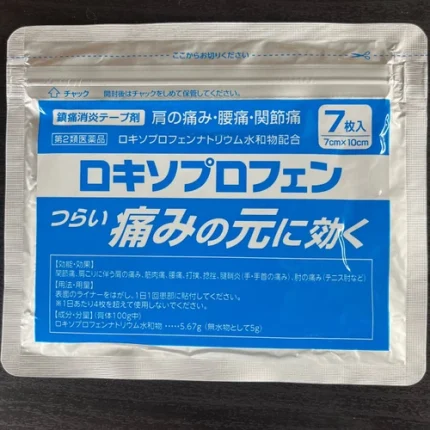 ここからお切りください
チャック 開封後はチャックをしめて保管してください。
鎮痛消炎テープ剤 肩の痛み・腰痛・関節痛
7枚入
7cm×10cm
第2類医薬品 ロキソプロフェンナトリウム水和物配合
ロキソプロフェン
つらい 痛みの元に効く
【効能・効果】
関節痛、肩こりに伴う肩の痛み、筋肉痛、腰痛、打撲、捻挫、腱鞘炎(手・手首の痛み)、肘の痛み(テニス肘など)
【用法・用量】
表面のライナーをはがし、1日1回患部に貼付してください。
※1日あたり4枚を超えて使用しないでください。
【成分・分量】(膏体100g中)
ロキソプロフェンナトリウム水和物‥‥‥5.67g(無水物として5g)